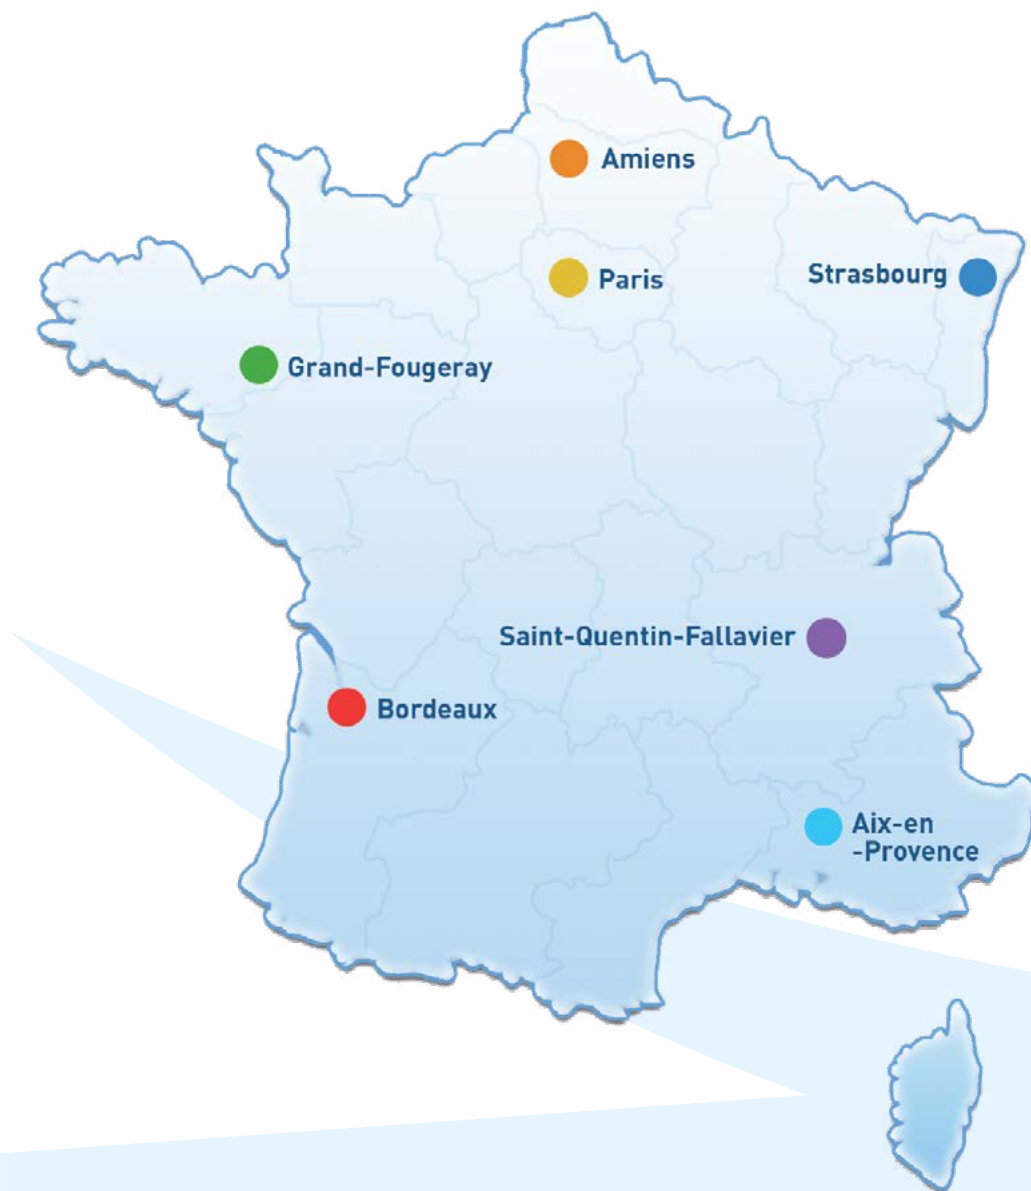 Amiens
Paris
Strasbourg
Grand-Fougeray
Saint-Quentin-Fallavier
Bordeaux
Aix-en
-Provence